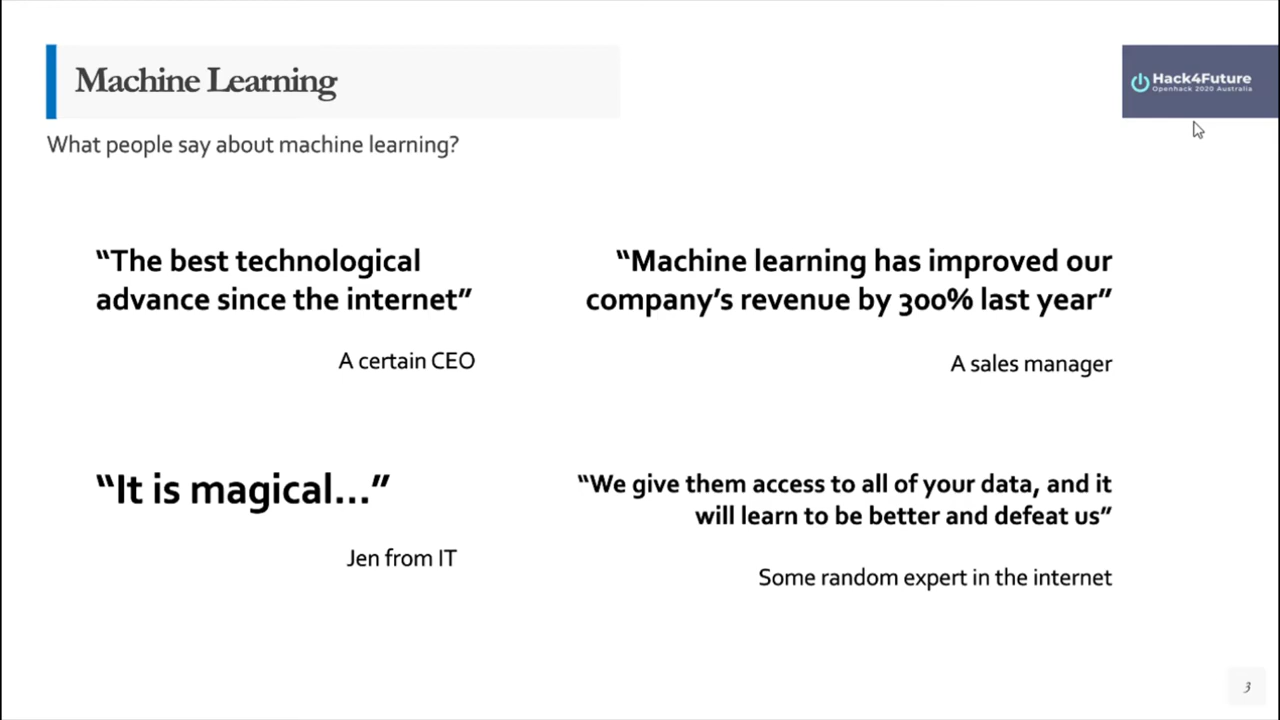 Machine Learning
Hack4Future
Openhack 2020 Australia
What people say about machine learning?
“The best technological
advance since the internet”
A certain CEO
“Machine learning has improved our
company’s revenue by 300% last year”
A sales manager
“It is magical…”
Jen from IT
“We give them access to all of your data, and it
will learn to be better and defeat us”
Some random expert in the internet
3